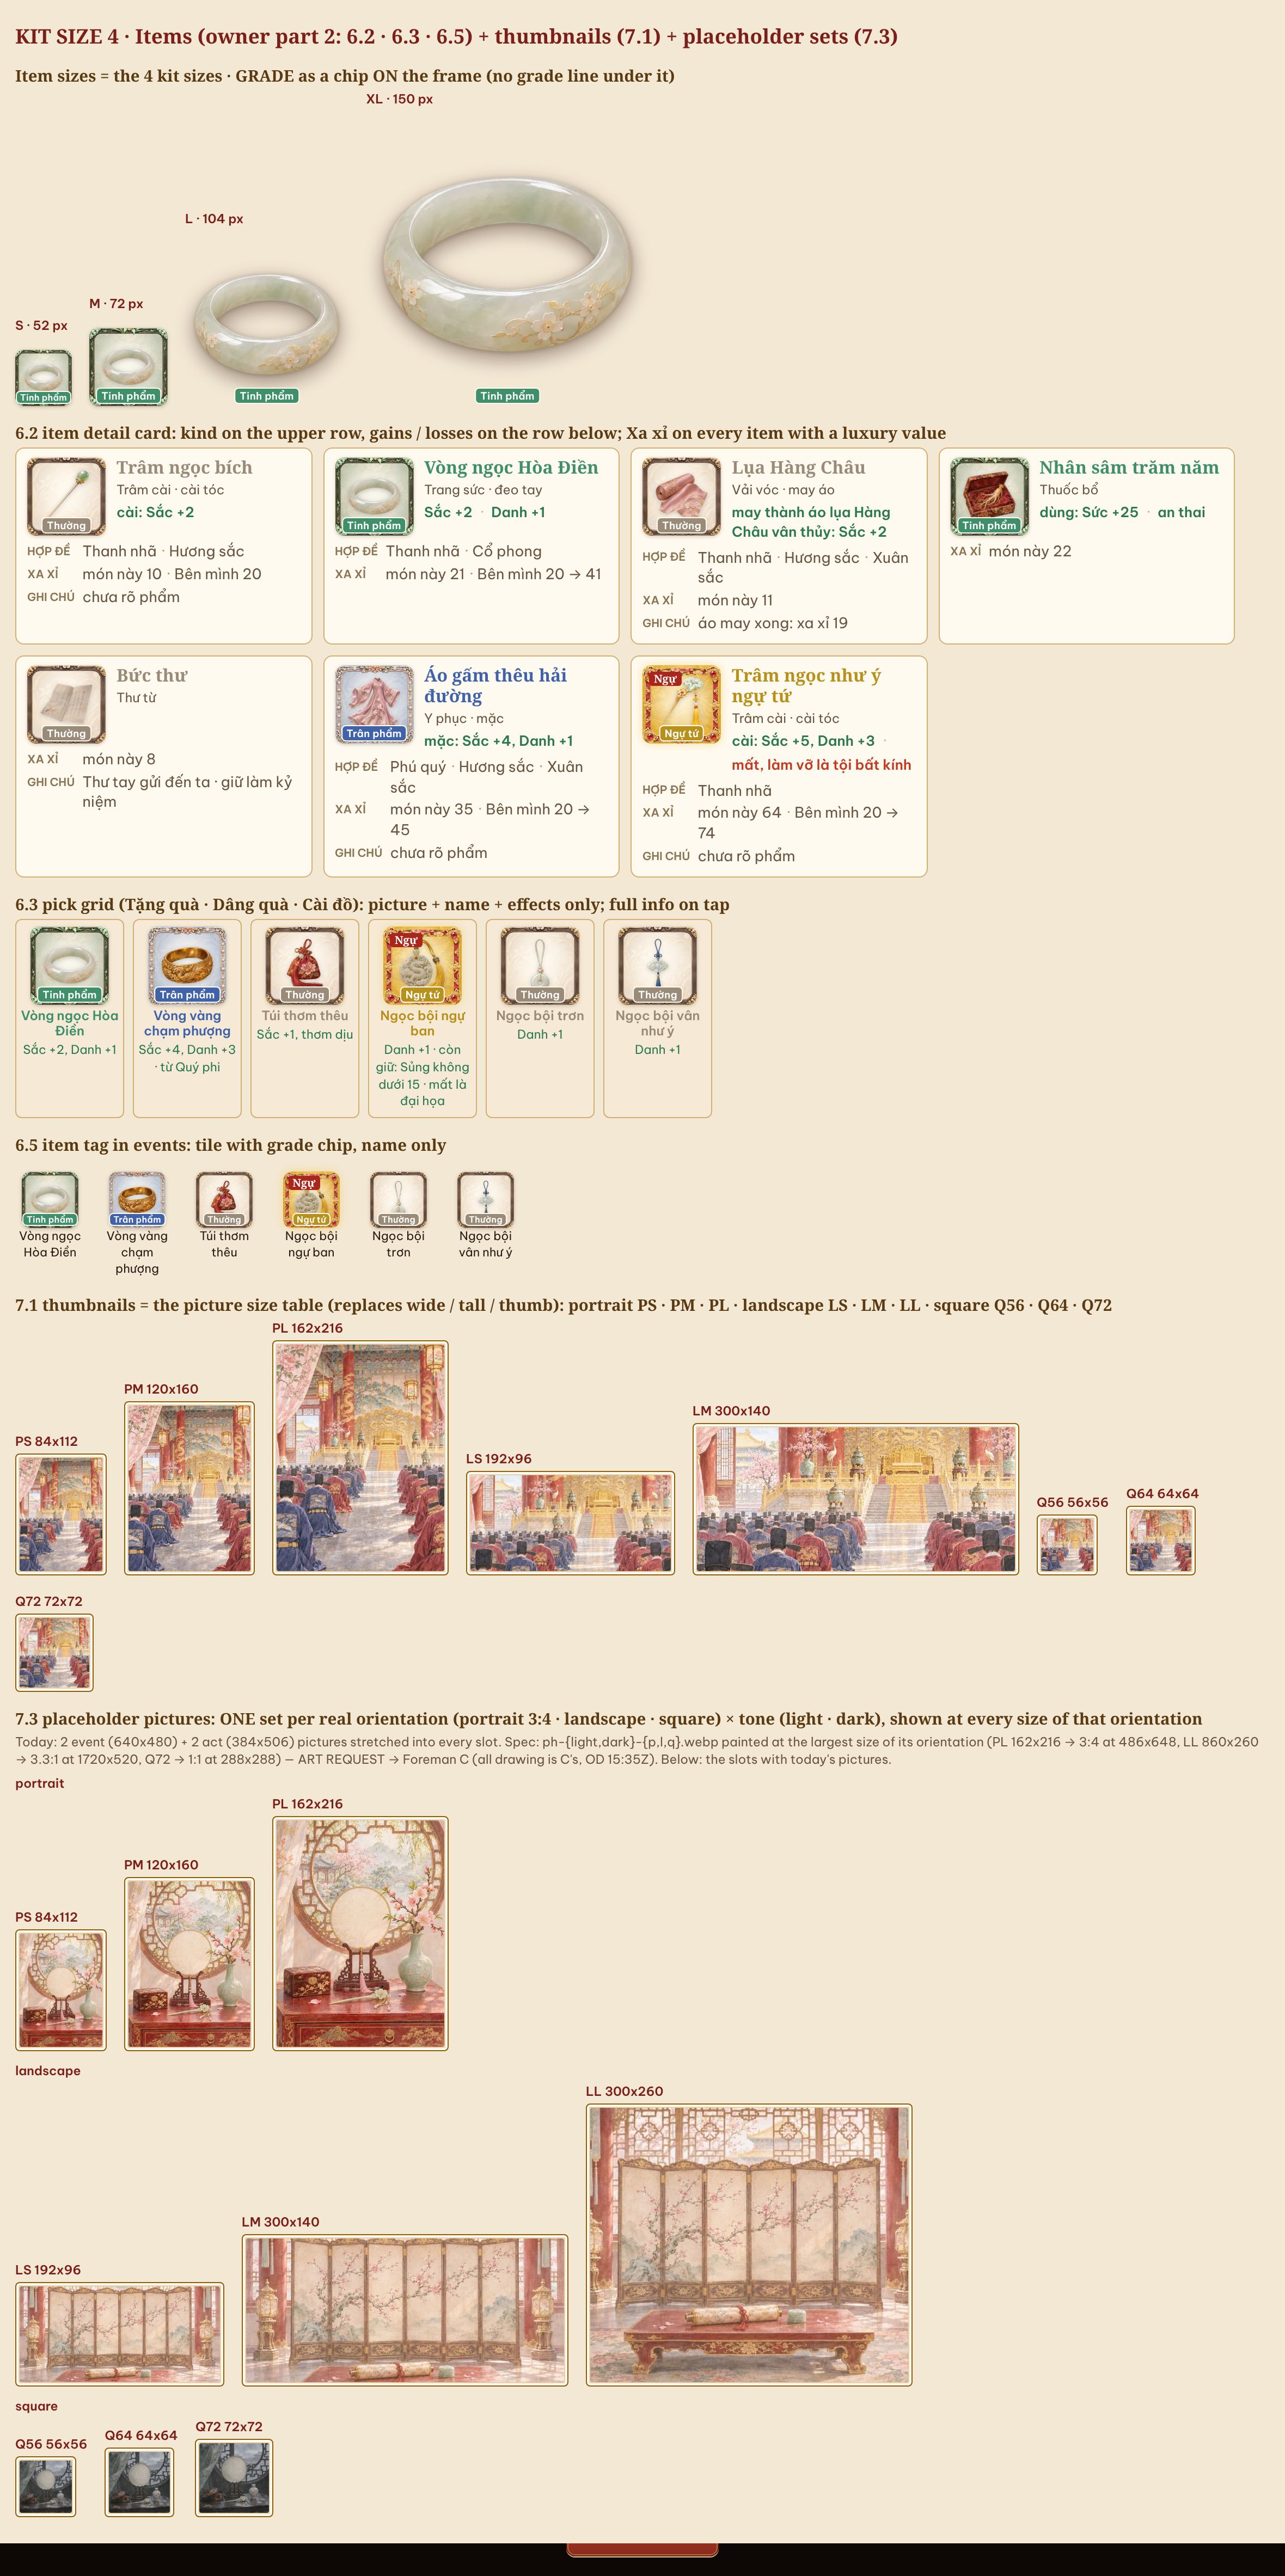 KIT SIZE 4 · Items (owner part 2: 6.2 · 6.3 · 6.5) + thumbnails (7.1) + placeholder sets (7.3)
Item sizes = the 4 kit sizes · GRADE as a chip ON the frame (no grade line under it)
XL · 150 px
L · 104 px
M · 72 px
S · 52 px
Tinh phẩm
Tinh phẩm
Tinh phẩm
Tinh phẩm
6.2 item detail card: kind on the upper row, gains / losses on the row below; Xa xỉ on every item with a luxury value
Trâm ngọc bích
Trâm cài · cài tóc
cài: Sắc +2
Thường
HỢP ĐỀ Thanh nhã · Hương sắc
XA XỈ món này 10 · Bên mình 20
GHI CHÚ chưa rõ phẩm
Vòng ngọc Hòa Điền
Trang sức · đeo tay
Sắc +2 · Danh +1
Tinh phẩm
HỢP ĐỀ Thanh nhã · Cổ phong
XA XỈ món này 21 · Bên mình 20 → 41
Lụa Hàng Châu
Vải vóc · may áo
may thành áo lụa Hàng
Châu vân thủy: Sắc +2
Thường
HỢP ĐỀ Thanh nhã · Hương sắc · Xuân
sắc
XA XỈ món này 11
GHI CHÚ áo may xong: xa xỉ 19
Nhân sâm trăm năm
Thuốc bổ
dùng: Sức +25 · an thai
Tinh phẩm
XA XỈ món này 22
Bức thư
Thư từ
Thường
XA XỈ món này 8
GHI CHÚ Thư tay gửi đến ta · giữ làm kỷ
niệm
Áo gấm thêu hải
đường
Y phục · mặc
mặc: Sắc +4, Danh +1
Trân phẩm
HỢP ĐỀ Phú quý · Hương sắc · Xuân
sắc
XA XỈ món này 35 · Bên mình 20 →
45
GHI CHÚ chưa rõ phẩm
Ngự
Trâm ngọc như ý
ngự tứ
Trâm cài · cài tóc
cài: Sắc +5, Danh +3 ·
mất, làm vỡ là tội bất kính
Ngự tứ
HỢP ĐỀ Thanh nhã
XA XỈ món này 64 · Bên mình 20 →
74
GHI CHÚ chưa rõ phẩm
6.3 pick grid (Tặng quà · Dâng quà · Cài đồ): picture + name + effects only; full info on tap
Tinh phẩm
Vòng ngọc Hòa
Điền
Sắc +2, Danh +1
Trân phẩm
Vòng vàng
chạm phượng
Sắc +4, Danh +3
· từ Quý phi
Thường
Túi thơm thêu
Sắc +1, thơm dịu
Ngự
Ngự tứ
Ngọc bội ngự
ban
Danh +1 · còn
giữ: Sủng không
dưới 15 · mất là
đại họa
Thường
Ngọc bội trơn
Danh +1
Thường
Ngọc bội vân
như ý
Danh +1
6.5 item tag in events: tile with grade chip, name only
Tinh phẩm
Vòng ngọc
Hòa Điền
Trân phẩm
Vòng vàng
chạm
phượng
Thường
Túi thơm
thêu
Ngự
Ngự tứ
Ngọc bội
ngự ban
Thường
Ngọc bội
trơn
Thường
Ngọc bội
vân như ý
7.1 thumbnails = the picture size table (replaces wide / tall / thumb): portrait PS · PM · PL · landscape LS · LM · LL · square Q56 · Q64 · Q72
PS 84x112
PM 120x160
PL 162x216
LS 192x96
LM 300x140
Q56 56x56
Q64 64x64
Q72 72x72
7.3 placeholder pictures: ONE set per real orientation (portrait 3:4 · landscape · square) × tone (light · dark), shown at every size of that orientation
Today: 2 event (640x480) + 2 act (384x506) pictures stretched into every slot. Spec: ph-{light,dark}-{p,l,q}.webp painted at the largest size of its orientation (PL 162x216 → 3:4 at 486x648, LL 860x260
→ 3.3:1 at 1720x520, Q72 → 1:1 at 288x288) — ART REQUEST → Foreman C (all drawing is C's, OD 15:35Z). Below: the slots with today's pictures.
portrait
PS 84x112
PM 120x160
PL 162x216
landscape
LS 192x96
LM 300x140
LL 300x260
square
Q56 56x56
Q64 64x64
Q72 72x72